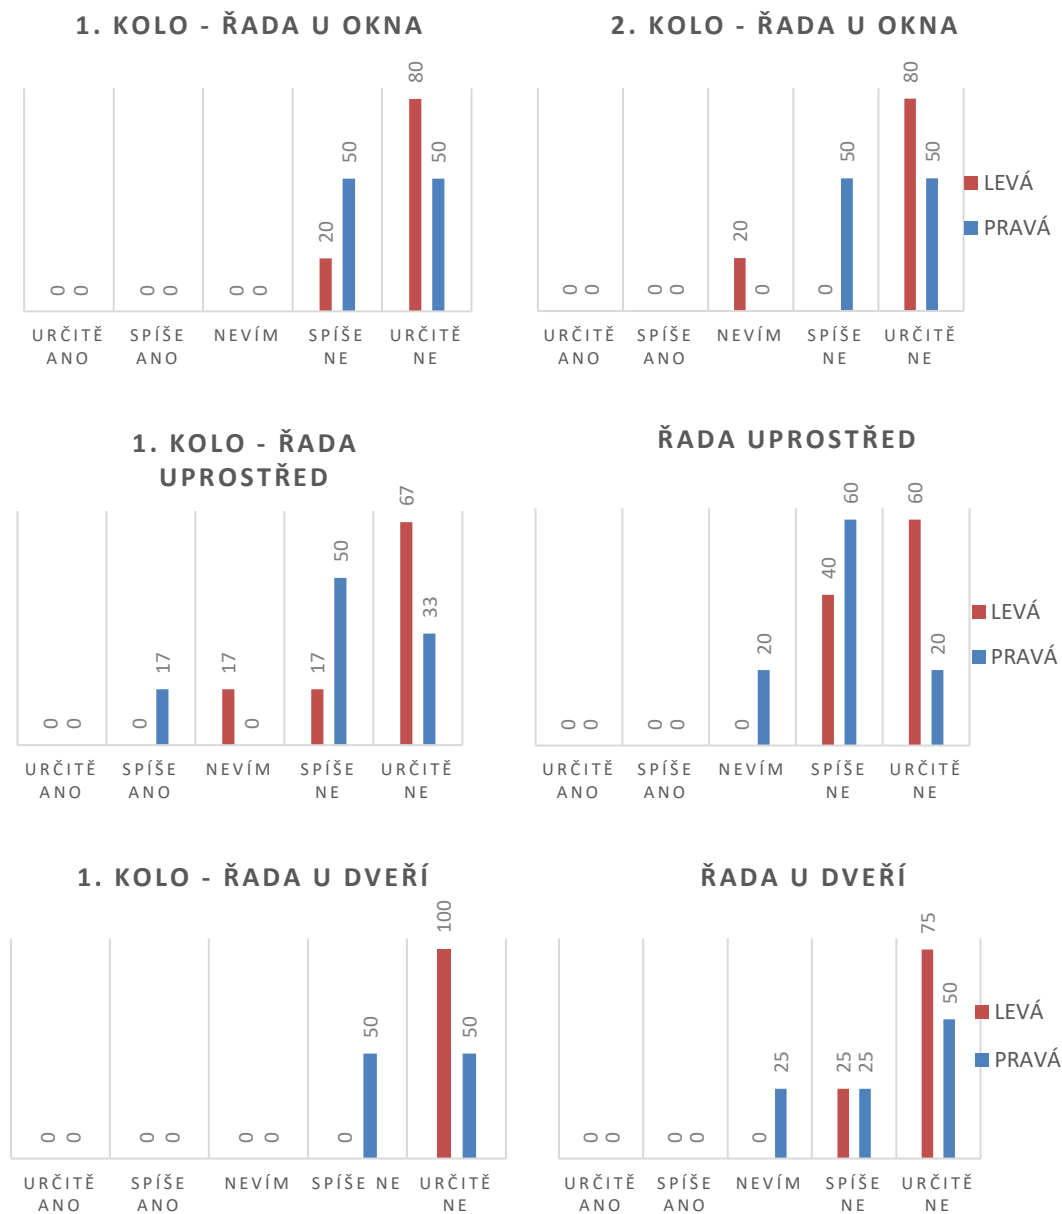 1. KOLO - ŘADA U OKNA
80
50
50
20
0 0 0 0 0 0
URČITĚ ANO
SPÍŠE ANO
NEVÍM
SPÍŠE NE
URČITĚ NE
2. KOLO - ŘADA U OKNA
80
50
50
20
0 0 0 0 0 0
URČITĚ ANO
SPÍŠE ANO
NEVÍM
SPÍŠE NE
URČITĚ NE
LEVÁ
PRAVÁ
1. KOLO - ŘADA
UPROSTŘED
67
50
33
17
17
17
0 0 0 0
URČITĚ ANO
SPÍŠE ANO
NEVÍM
SPÍŠE NE
URČITĚ NE
ŘADA UPROSTŘED
60
60
40
20
20
0 0 0 0 0
URČITĚ ANO
SPÍŠE ANO
NEVÍM
SPÍŠE NE
URČITĚ NE
LEVÁ
PRAVÁ
1. KOLO - ŘADA U DVEŘÍ
100
50
50
0 0 0 0 0 0 0
URČITĚ ANO
SPÍŠE ANO
NEVÍM
SPÍŠE NE
URČITĚ NE
ŘADA U DVEŘÍ
75
50
25
25 25
0 0 0 0 0
URČITĚ ANO
SPÍŠE ANO
NEVÍM
SPÍŠE NE
URČITĚ NE
LEVÁ
PRAVÁ